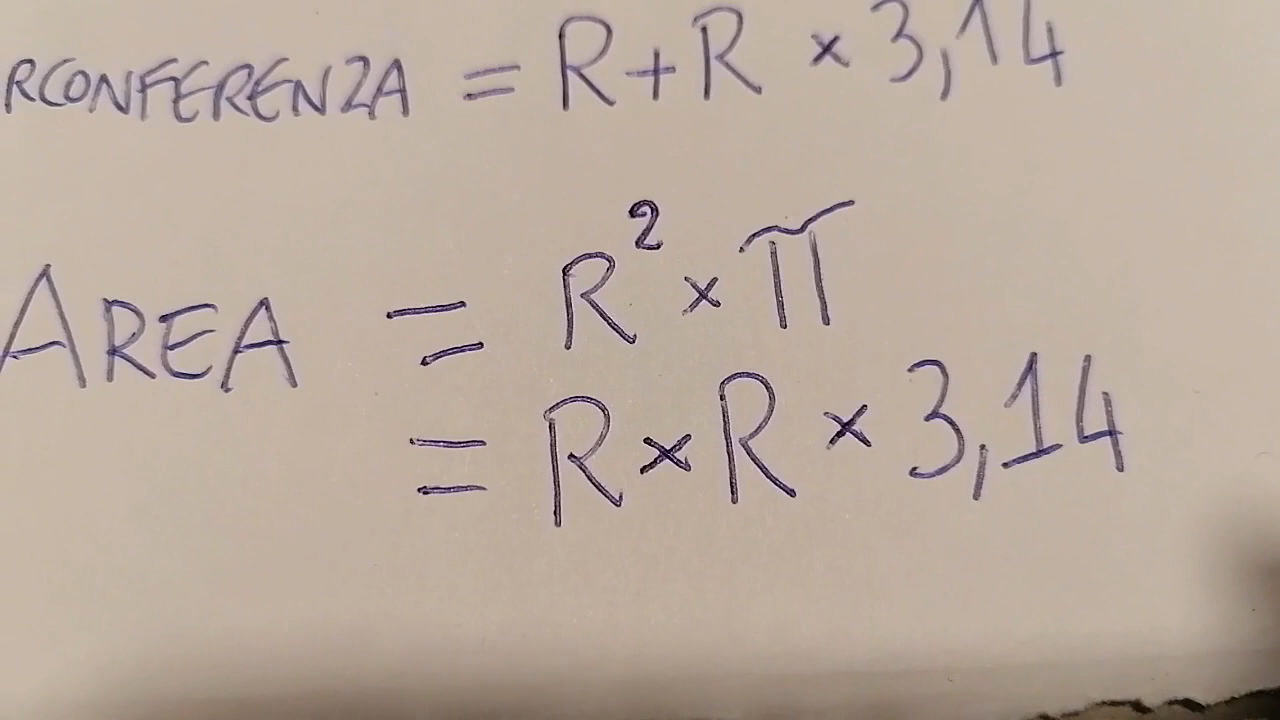 RCONFERENZA = R + R × 3,14
AREA = R² × π
= R × R × 3,14